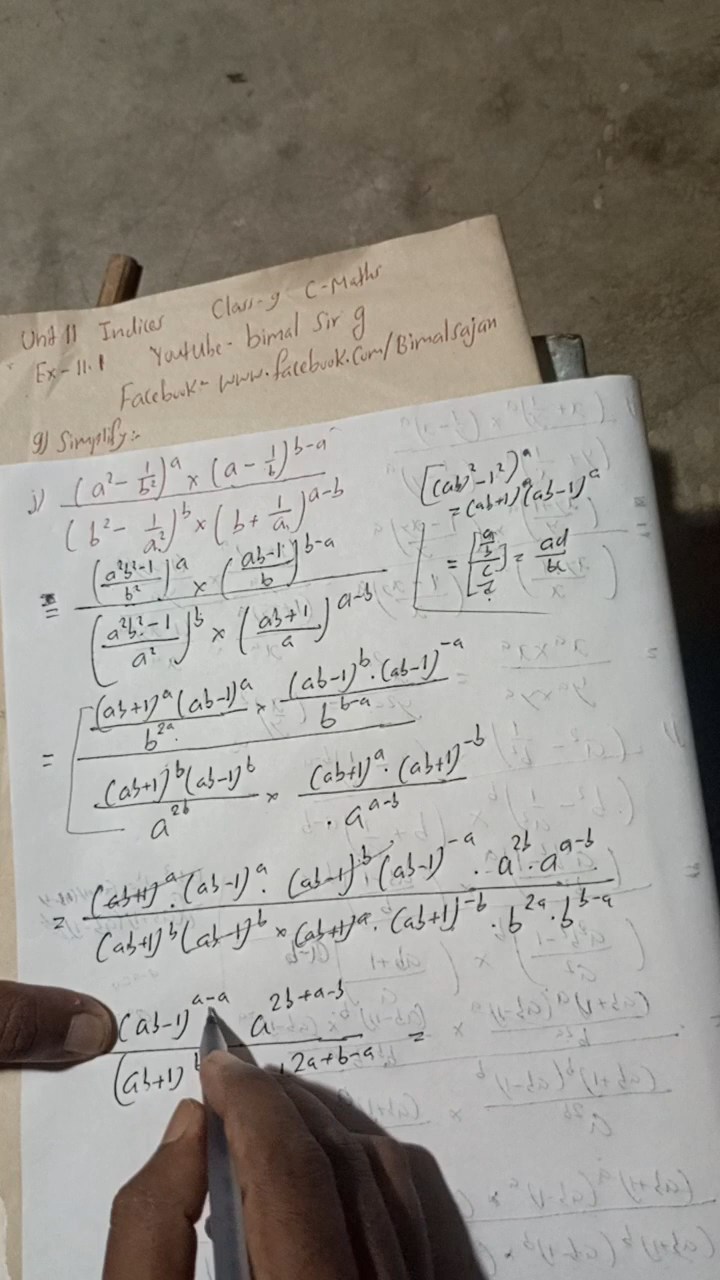 Unit 11 Indices Class-9 C-Maths
Ex-11.1 Youtube- bimal Sir g
Facebook- www.facebook.com/Bimalsajan
g) Simplify:-
j) (a² - 1/b²)^a × (a - 1/b)^(b-a)
(b² - 1/a²)^b × (b + 1/a)^(a-b)
[(ab)² - 1²)^a
= (ab+1)^a (ab-1)^a
= ((a²b²-1)/b²)^a × ((ab-1)/b)^(b-a)
((a²b²-1)/a²)^b × ((ab+1)/a)^(a-b)
= [a/b / c/d] = ad/bc
= (ab+1)^a (ab-1)^a / b^2a × (ab-1)^b . (ab-1)^-a / b^(b-a)
(ab+1)^b (ab-1)^b / a^2b × (ab+1)^a . (ab+1)^-b / . a^(a-b)
= (ab+1)^a . (ab-1)^a . (ab-1)^b (ab-1)^-a . a^2b . a^(a-b)
(ab+1)^b (ab-1)^b × (ab+1)^a . (ab+1)^-b . b^2a . b^(b-a)
(ab-1)^(a-a) a^(2b+a-b) =
(ab+1)^b 2a+b-a